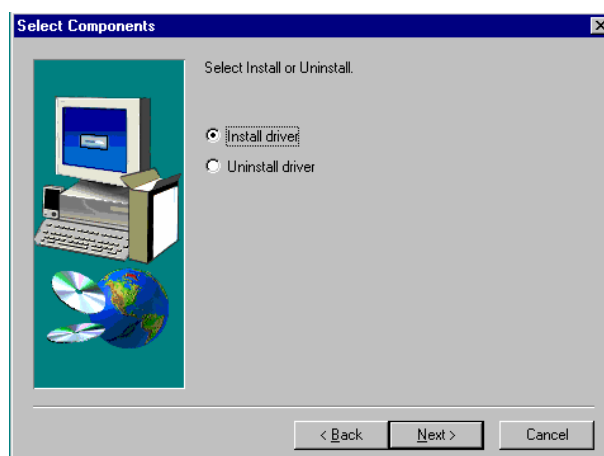 Select Components
Select Install or Uninstall.
Install driver
Uninstall driver
< Back
Next >
Cancel